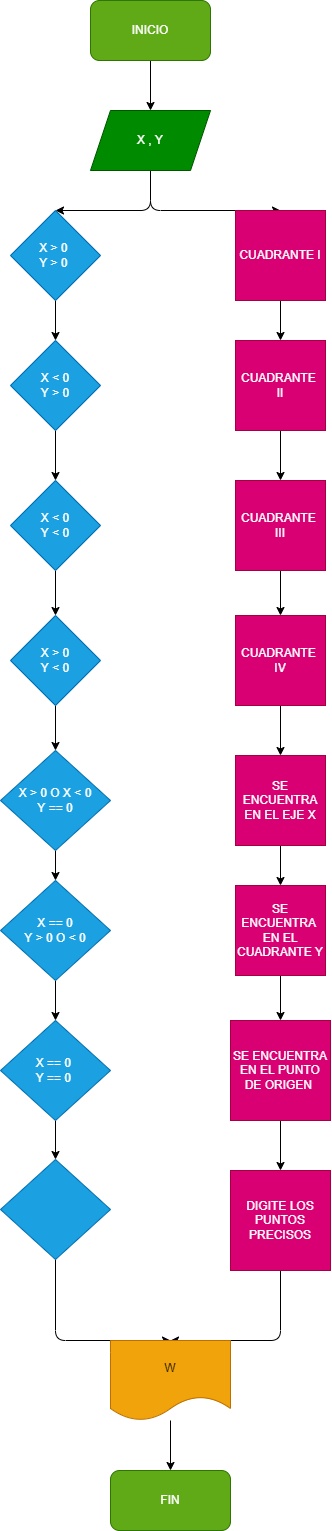 INICIO
X , Y
X > 0
Y > 0
CUADRANTE I
X < 0
Y > 0
CUADRANTE
II
X < 0
Y < 0
CUADRANTE
III
X > 0
Y < 0
CUADRANTE
IV
X > 0 O X < 0
Y == 0
SE
ENCUENTRA
EN EL EJE X
X == 0
Y > 0 O < 0
SE
ENCUENTRA
EN EL
CUADRANTE Y
X == 0
Y == 0
SE ENCUENTRA
EN EL PUNTO
DE ORIGEN
DIGITE LOS
PUNTOS
PRECISOS
W
FIN